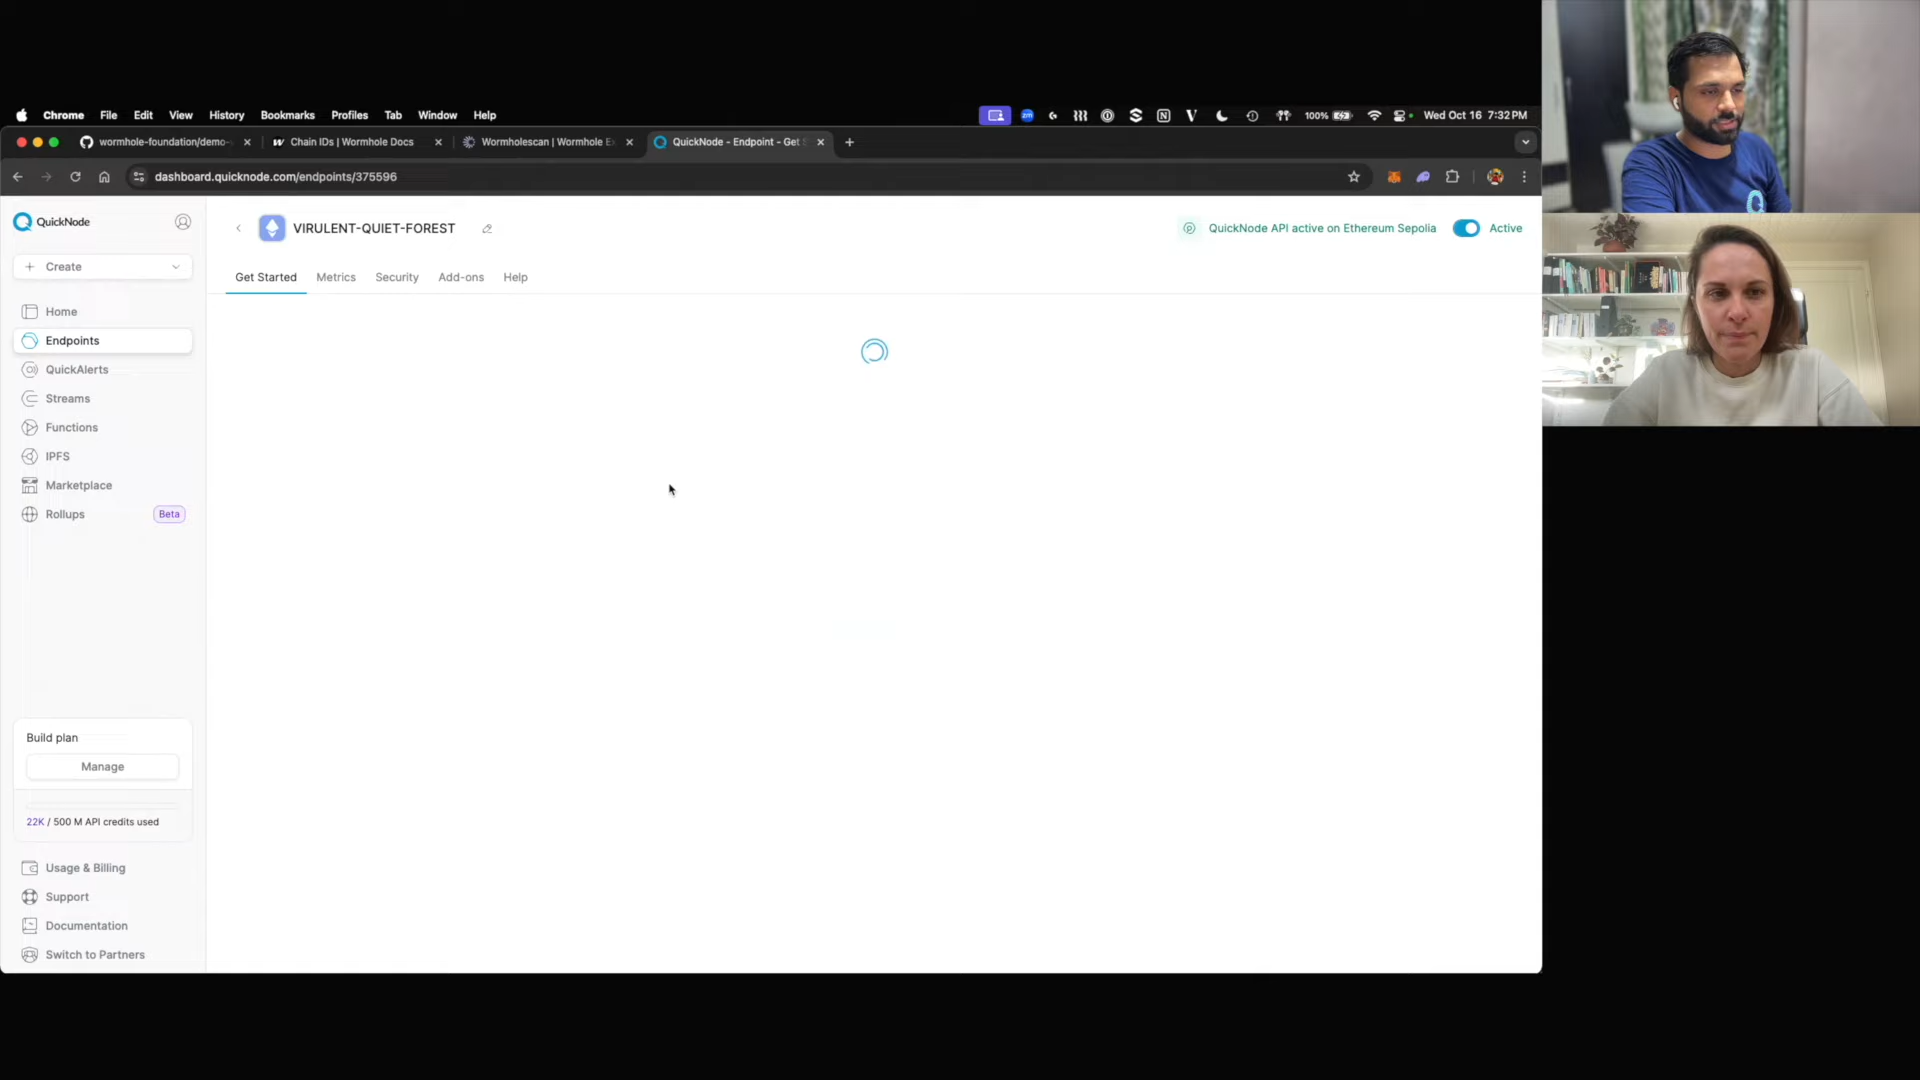 Chrome File Edit View History Bookmarks Profiles Tab Window Help
100% Wed Oct 16 7:32 PM
wormhole-foundation/demo-
Chain IDs | Wormhole Docs
Wormholescan | Wormhole E
QuickNode - Endpoint - Get S
dashboard.quicknode.com/endpoints/375596
QuickNode
VIRULENT-QUIET-FOREST
QuickNode API active on Ethereum Sepolia
Active
Create
Get Started Metrics Security Add-ons Help
Home
Endpoints
QuickAlerts
Streams
Functions
IPFS
Marketplace
Rollups Beta
Build plan
Manage
22K / 500 M API credits used
Usage & Billing
Support
Documentation
Switch to Partners